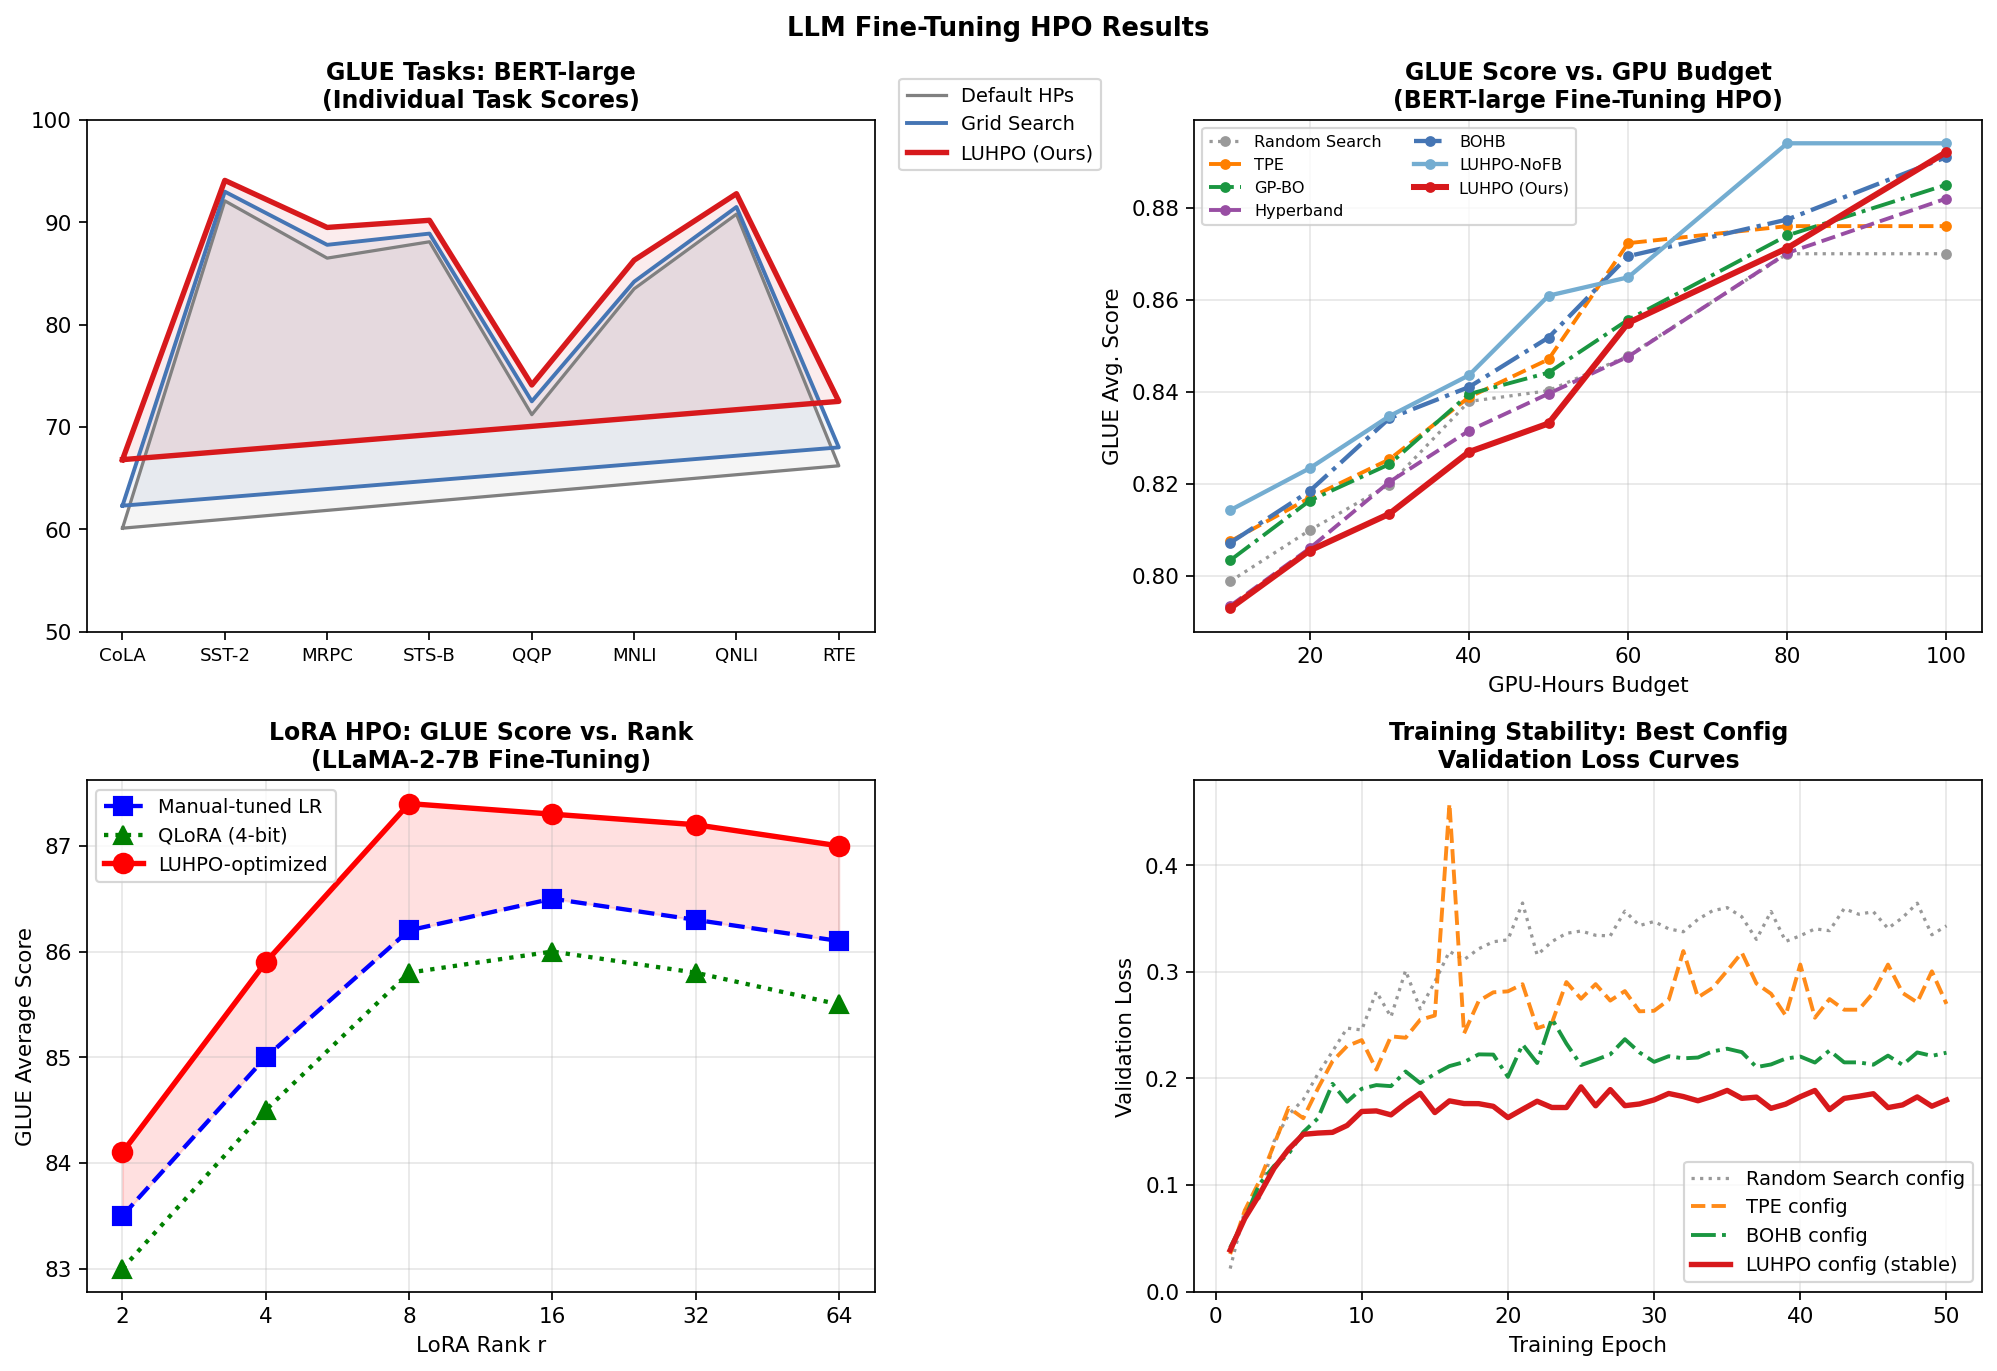 LLM Fine-Tuning HPO Results
GLUE Tasks: BERT-large
(Individual Task Scores)
100
90
80
70
60
50
CoLA
SST-2
MRPC
STS-B
QQP
MNLI
QNLI
RTE
Default HPs
Grid Search
LUHPO (Ours)
GLUE Score vs. GPU Budget
(BERT-large Fine-Tuning HPO)
Random Search
TPE
GP-BO
Hyperband
BOHB
LUHPO-NoFB
LUHPO (Ours)
GLUE Avg. Score
0.88
0.86
0.84
0.82
0.80
20
40
60
80
100
GPU-Hours Budget
LoRA HPO: GLUE Score vs. Rank
(LLaMA-2-7B Fine-Tuning)
Manual-tuned LR
QLoRA (4-bit)
LUHPO-optimized
GLUE Average Score
87
86
85
84
83
2
4
8
16
32
64
LoRA Rank r
Training Stability: Best Config
Validation Loss Curves
Validation Loss
0.4
0.3
0.2
0.1
0.0
Random Search config
TPE config
BOHB config
LUHPO config (stable)
0
10
20
30
40
50
Training Epoch